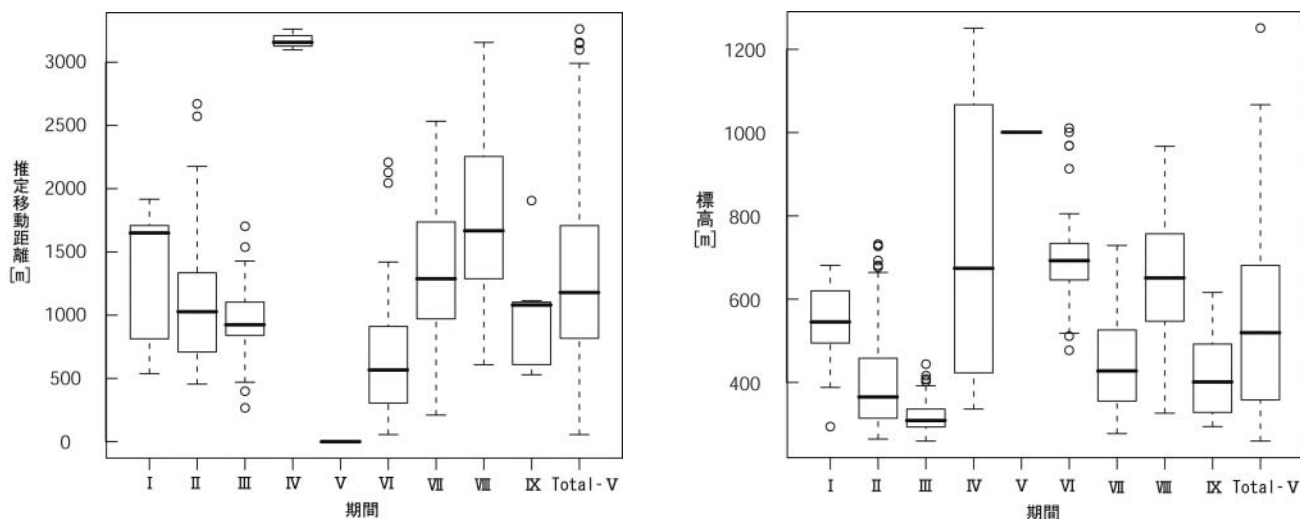 3000
2500
2000
1500
1000
500
0
推定移動距離
[m]
I II III IV V VI VII VIII IX Total-V
期間
1200
1000
800
600
400
標高
[m]
I II III IV V VI VII VIII IX Total-V
期間